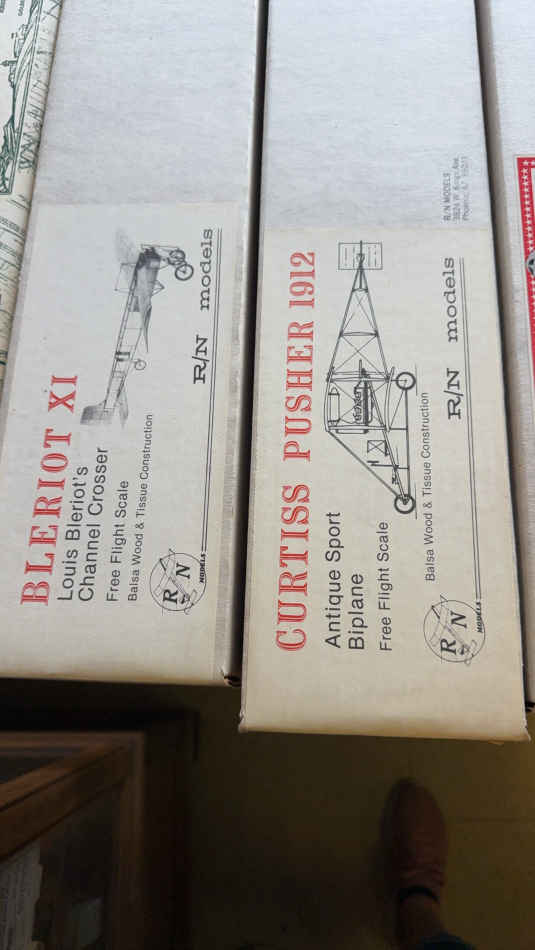 BLERIOT XI
Louis Bleriot's
Channel Crosser
Free Flight Scale
Balsa Wood & Tissue Construction
R/N models
R N
MODELS
CURTISS PUSHER 1912
Antique Sport
Biplane
Free Flight Scale
Balsa Wood & Tissue Construction
R/N models
R N
MODELS
R/N MODELS